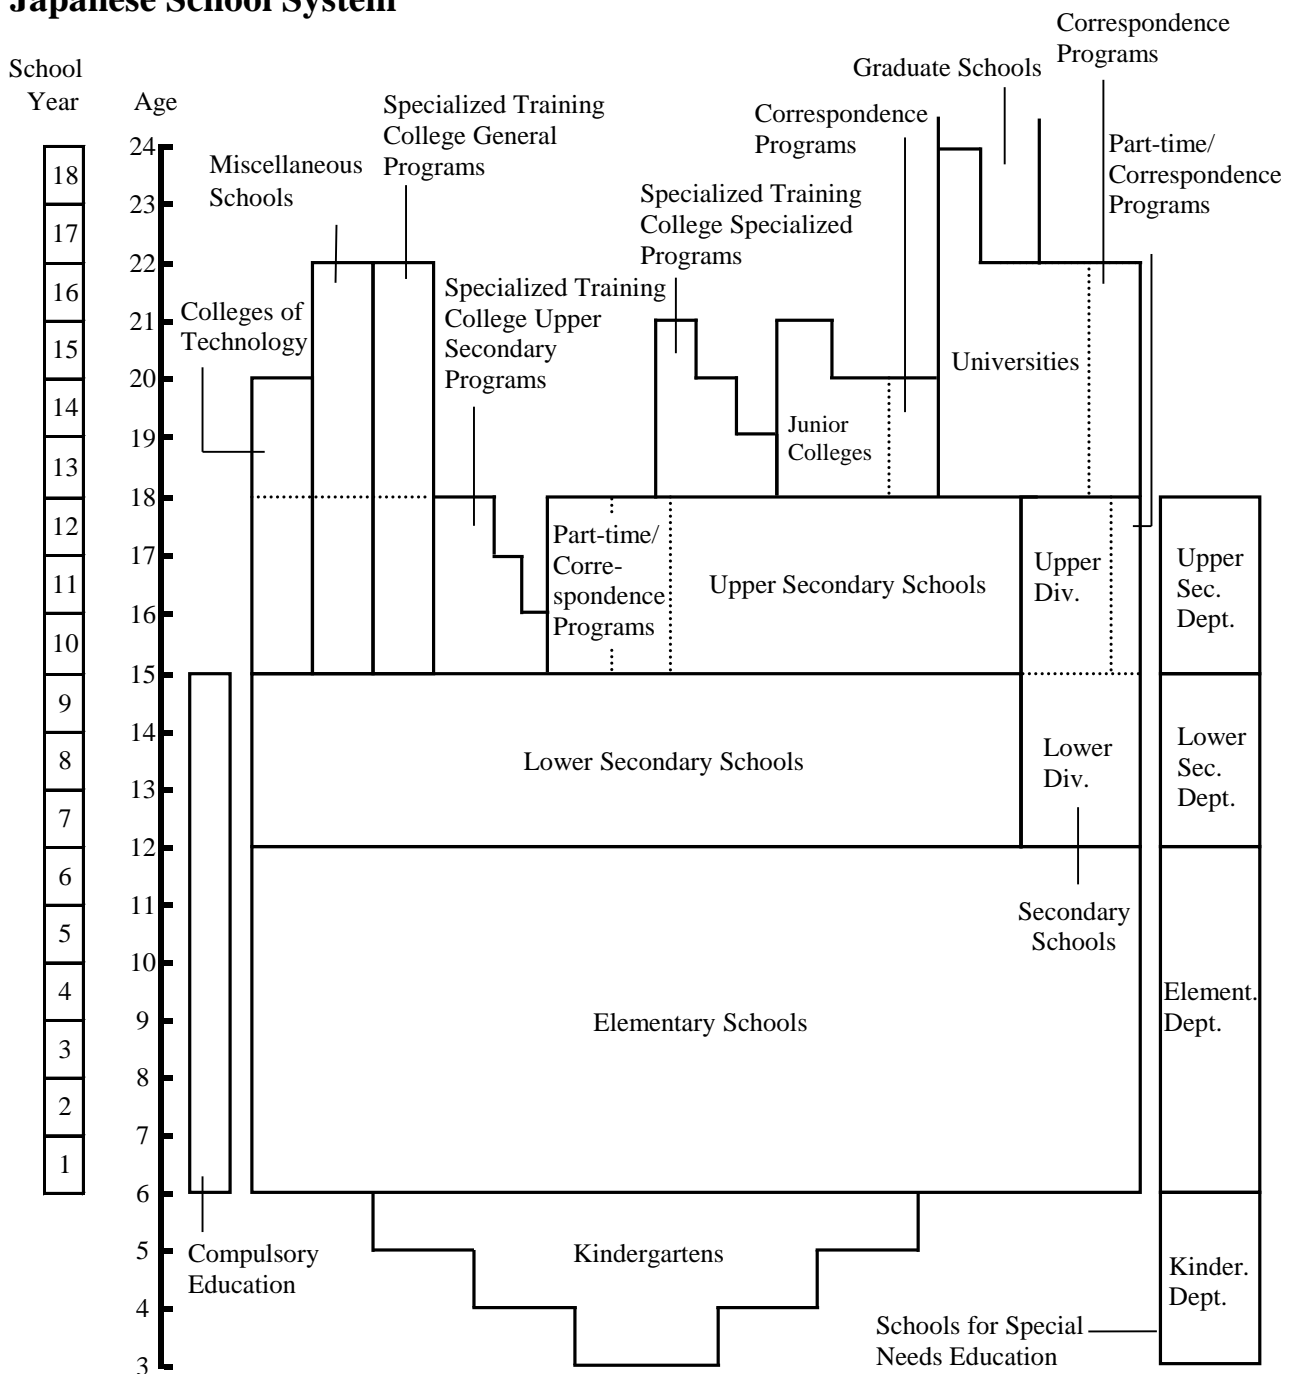 Japanese School System
School
Year
Age
Correspondence
Programs
Graduate Schools
Specialized Training
College General
Programs
Correspondence
Programs
Part-time/
Correspondence
Programs
Miscellaneous
Schools
Specialized Training
College Specialized
Programs
Specialized Training
College Upper
Secondary
Programs
Colleges of
Technology
Universities
Junior
Colleges
24
23
22
21
20
19
18
17
16
15
14
13
12
11
10
9
8
7
6
5
4
3
18
17
16
15
14
13
12
11
10
9
8
7
6
5
4
3
2
1
Part-time/
Corre-
spondence
Programs
Upper Secondary Schools
Upper
Div.
Upper
Sec.
Dept.
Lower Secondary Schools
Lower
Div.
Lower
Sec.
Dept.
Secondary
Schools
Elementary Schools
Element.
Dept.
Compulsory
Education
Kindergartens
Kinder.
Dept.
Schools for Special
Needs Education